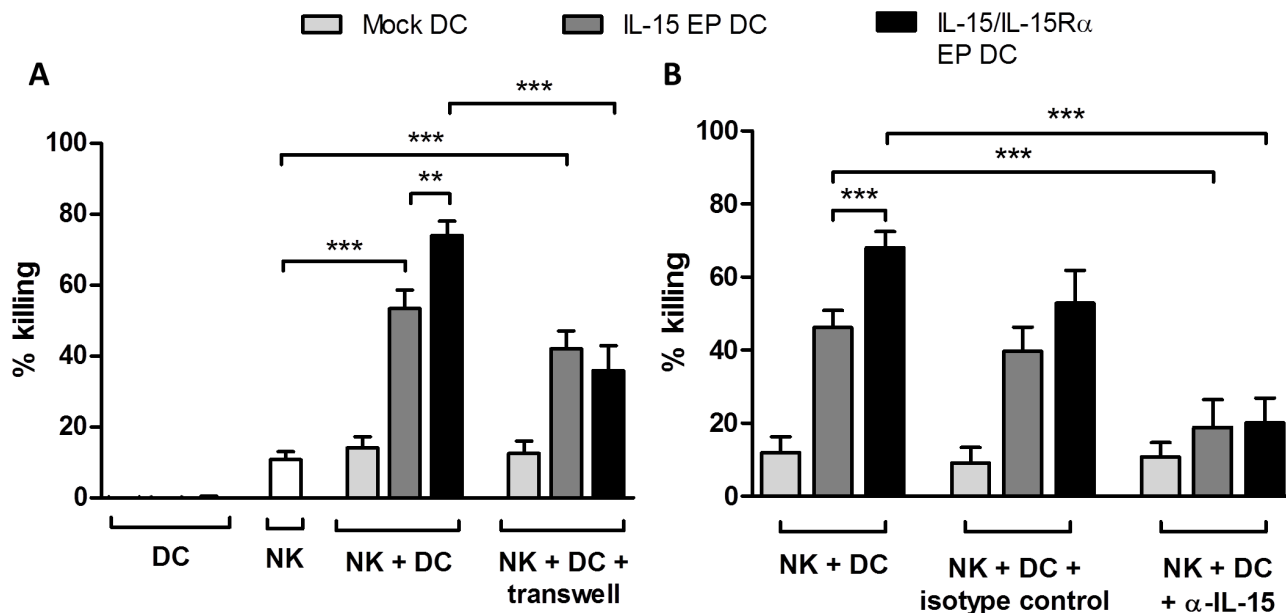 Mock DC
IL-15 EP DC
IL-15/IL-15Rα
EP DC
A
% killing
100
80
60
40
20
0
***
***
**
***
DC
NK
NK + DC
NK + DC +
transwell
B
% killing
100
80
60
40
20
0
***
***
***
NK + DC
NK + DC +
isotype control
NK + DC
+ α-IL-15